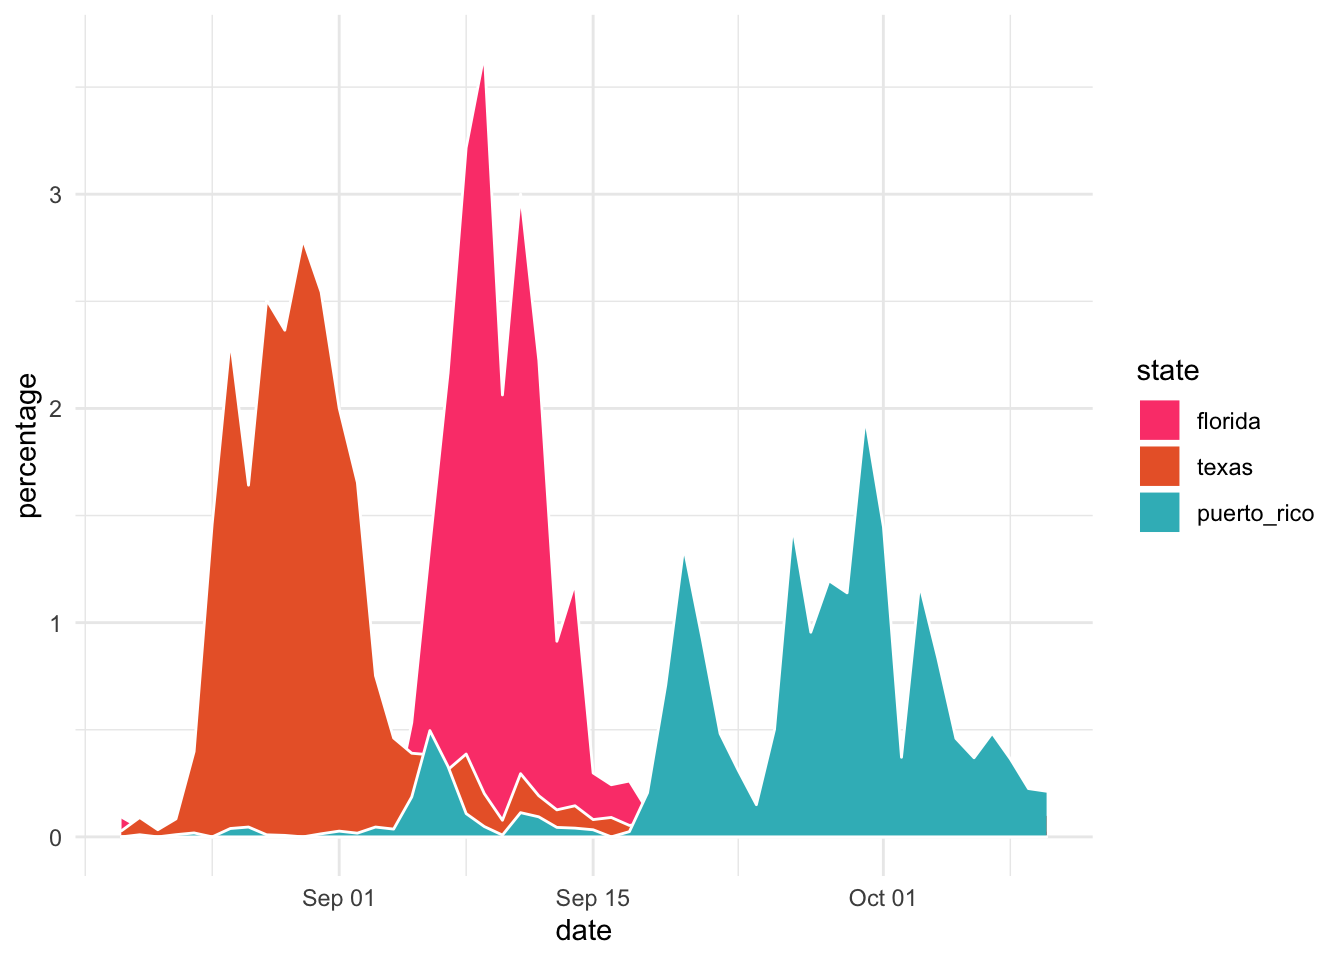 percentage
3
2
1
0
Sep 01
Sep 15
Oct 01
date
state
florida
texas
puerto_rico